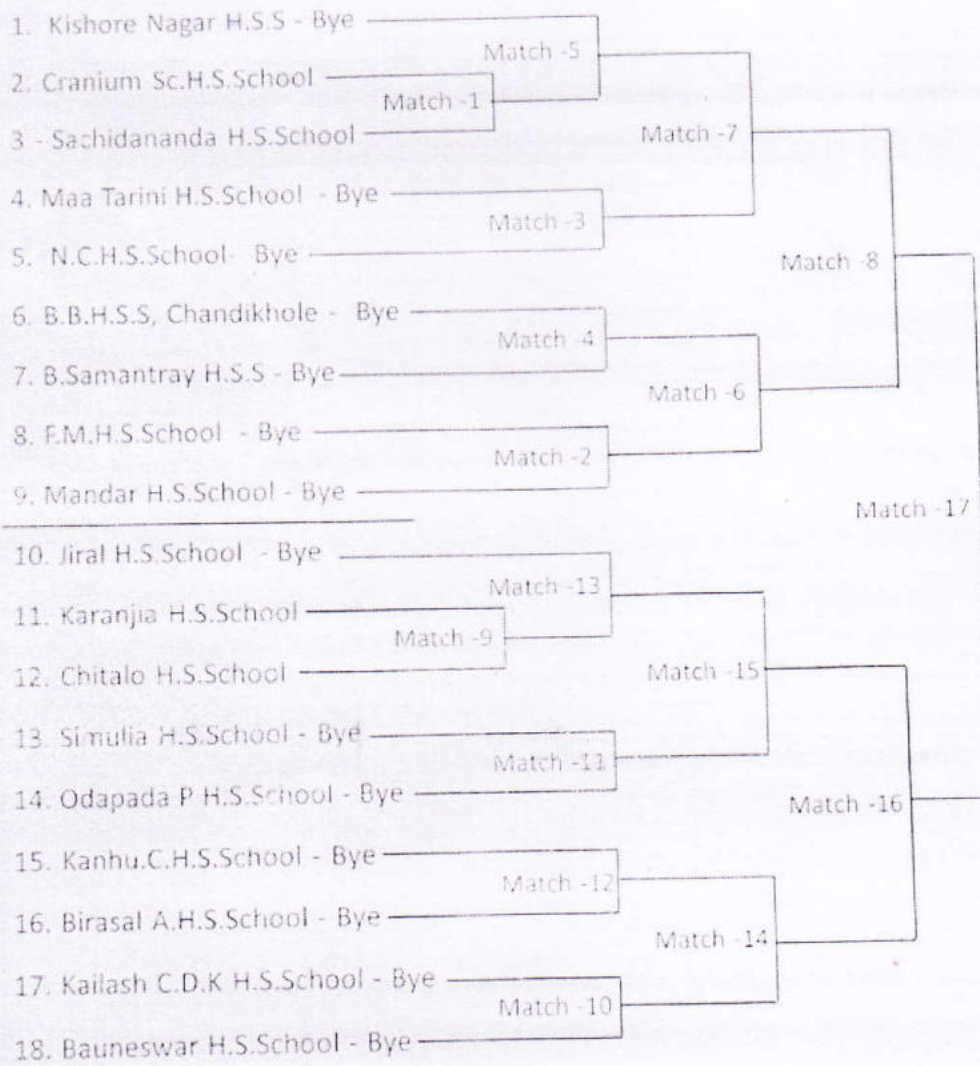 1. Kishore Nagar H.S.S - Bye
Match -5
2. Cranium Sc.H.S.School
Match -1
3 - Sachidananda H.S.School
Match -7
4. Maa Tarini H.S.School - Bye
Match -3
5. N.C.H.S.School- Bye
Match -8
6. B.B.H.S.S, Chandikhole - Bye
Match -4
7. B.Samantray H.S.S - Bye
Match -6
8. F.M.H.S.School - Bye
Match -2
9. Mandar H.S.School - Bye
Match -17
10. Jiral H.S.School - Bye
Match -13
11. Karanjia H.S.School
Match -9
12. Chitalo H.S.School
Match -15
13. Simulia H.S.School - Bye
Match -11
14. Odapada P H.S.School - Bye
Match -16
15. Kanhu.C.H.S.School - Bye
Match -12
16. Birasal A.H.S.School - Bye
Match -14
17. Kailash C.D.K H.S.School - Bye
Match -10
18. Bauneswar H.S.School - Bye